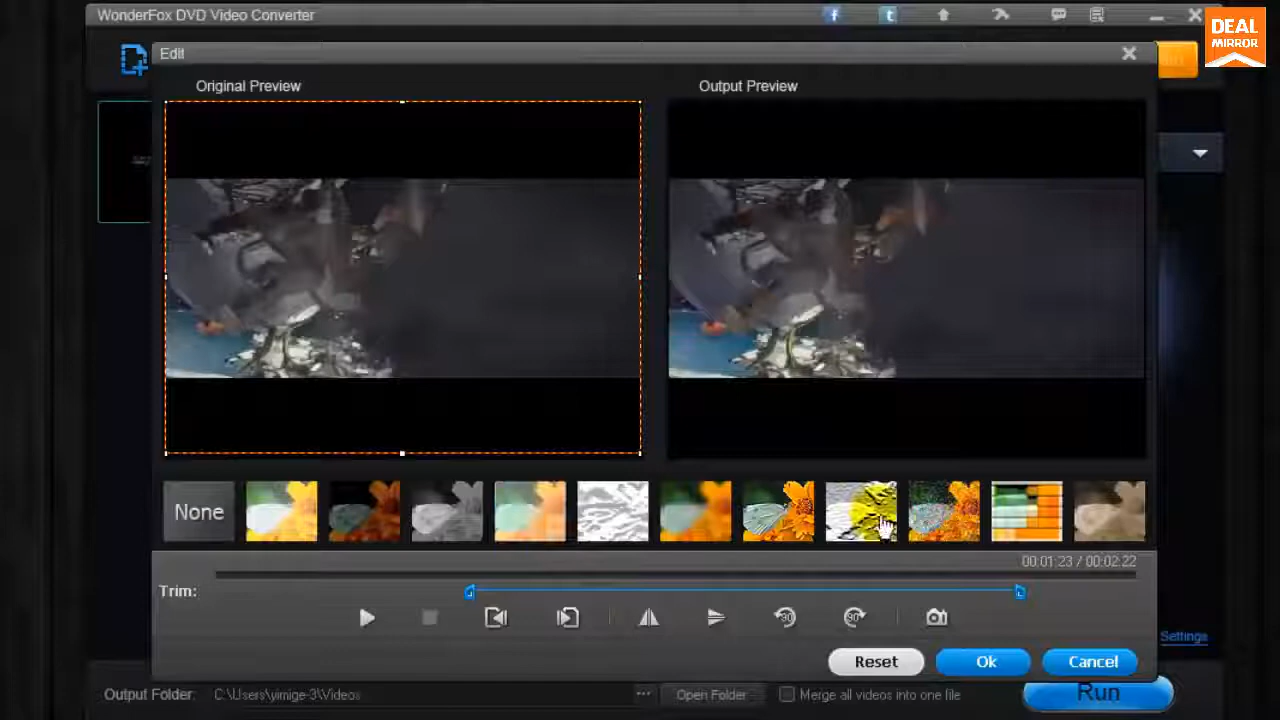 WonderFox DVD Video Converter
DEAL
MIRROR
Edit
Original Preview
Output Preview
None
00:01:23 / 00:02:22
Trim:
90
90
Reset
Ok
Cancel
Settings
Output Folder:
C:\Users\yimige-3\Videos
...
Open Folder
Merge all videos into one file
Run